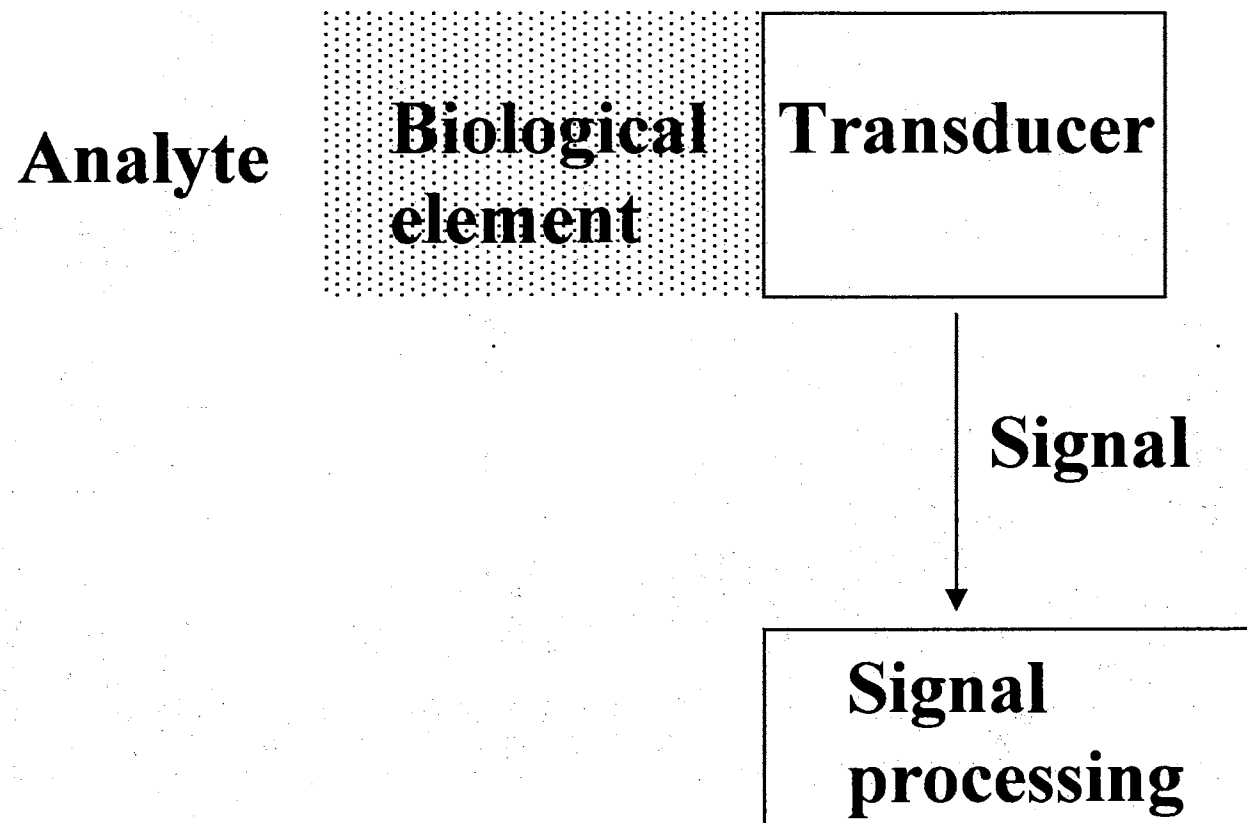 Analyte
Biological
element
Transducer
Signal
Signal
processing